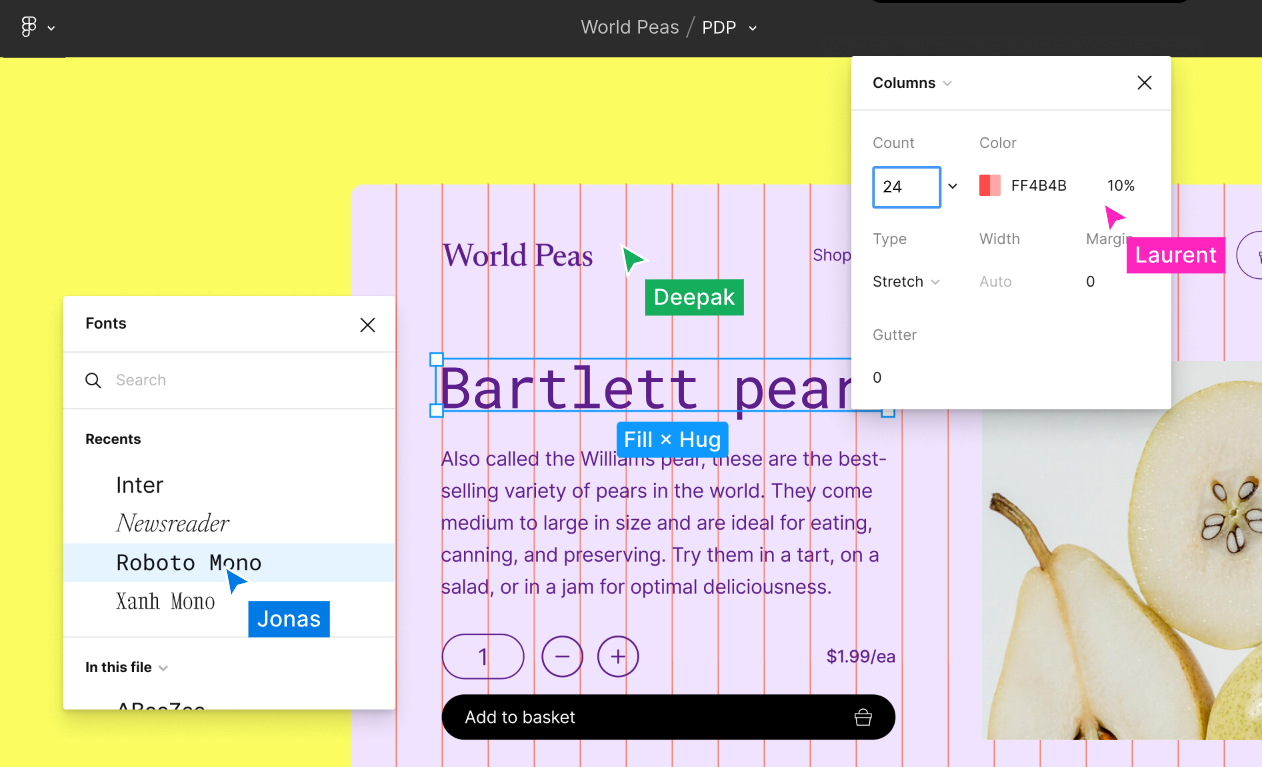 World Peas / PDP
Columns
Count
Color
24
FF4B4B
10%
Type
Width
Margin
Stretch
Auto
0
Gutter
0
Laurent
World Peas
Shop
Deepak
Bartlett pear
Fill × Hug
Also called the Williams pear, these are the best-
selling variety of pears in the world. They come
medium to large in size and are ideal for eating,
canning, and preserving. Try them in a tart, on a
salad, or in a jam for optimal deliciousness.
1
$1.99/ea
Add to basket
Fonts
Search
Recents
Inter
Newsreader
Roboto Mono
Xanh Mono
Jonas
In this file
ABeeZee